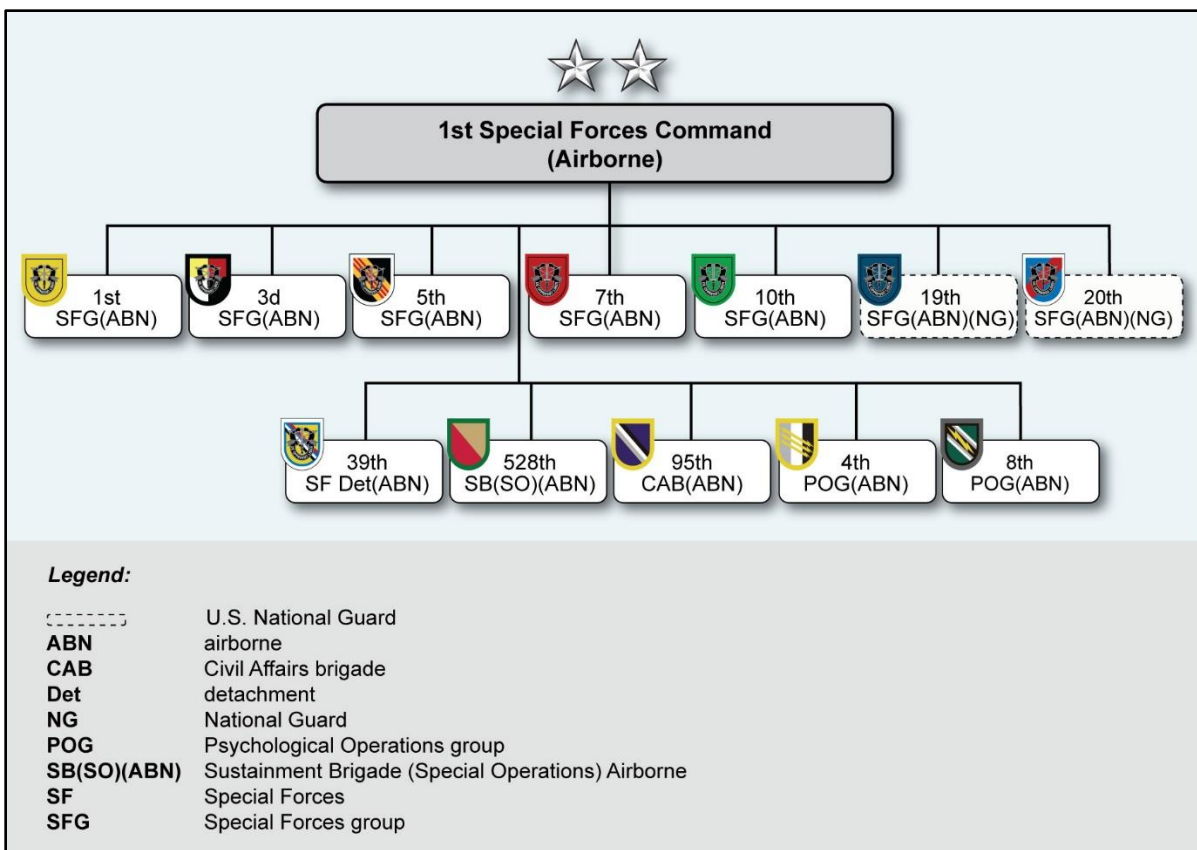 1st Special Forces Command
(Airborne)
1st
SFG(ABN)
3d
SFG(ABN)
5th
SFG(ABN)
7th
SFG(ABN)
10th
SFG(ABN)
19th
SFG(ABN)(NG)
20th
SFG(ABN)(NG)
39th
SF Det(ABN)
528th
SB(SO)(ABN)
95th
CAB(ABN)
4th
POG(ABN)
8th
POG(ABN)
Legend:
U.S. National Guard
ABN airborne
CAB Civil Affairs brigade
Det detachment
NG National Guard
POG Psychological Operations group
SB(SO)(ABN) Sustainment Brigade (Special Operations) Airborne
SF Special Forces
SFG Special Forces group